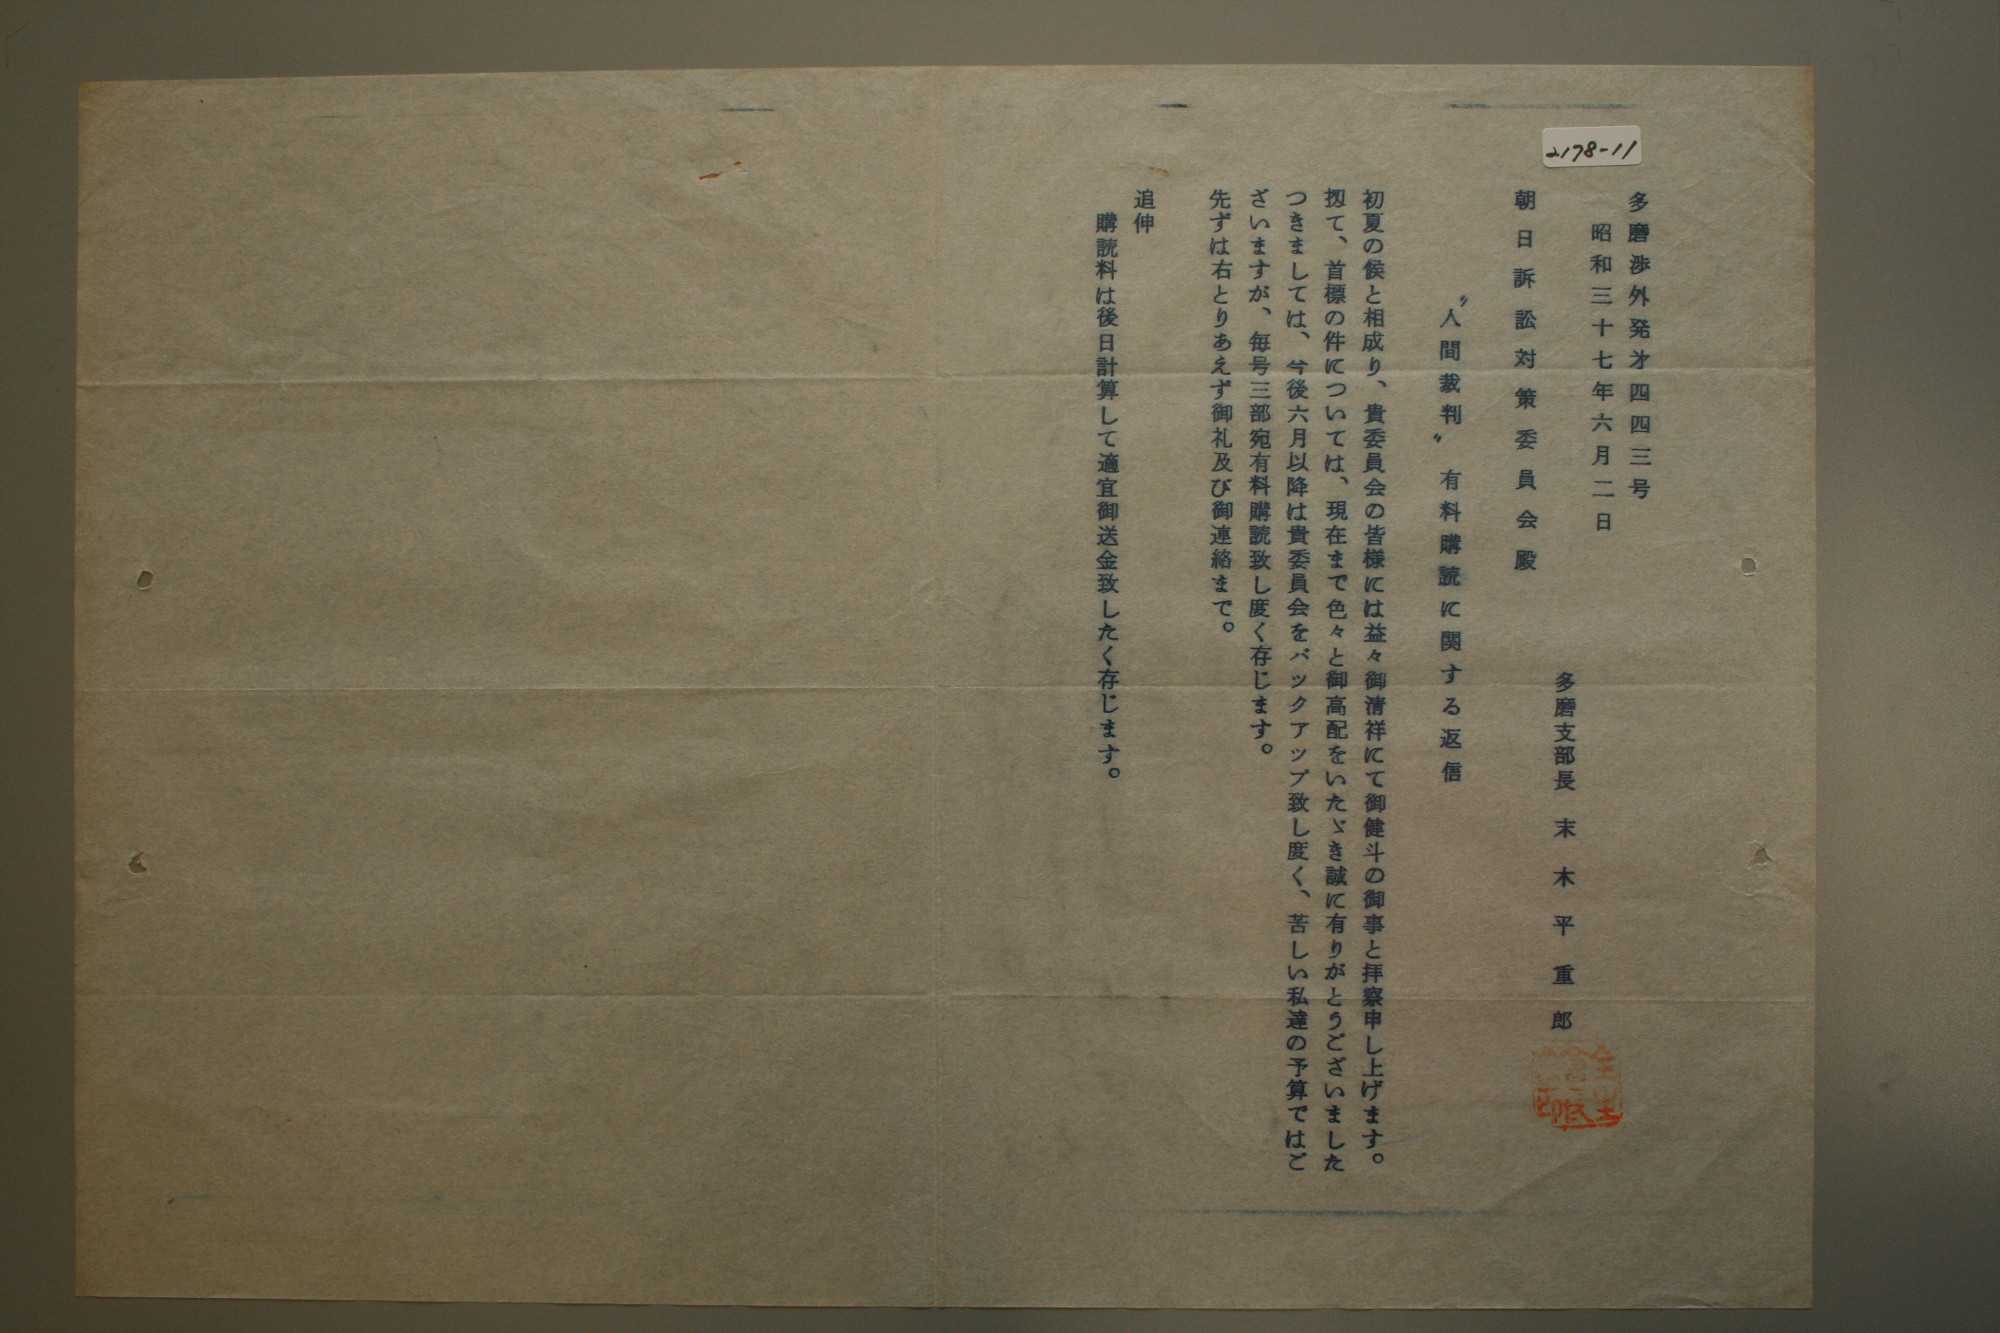 2178-11
多磨渉外発才四四三号
昭和三十七年六月二日
多磨支部長　末木平重郎
朝日訴訟対策委員会殿
〝人間裁判〟有料購読に関する返信
初夏の侯と相成り、貴委員会の皆様には益々御清祥にて御健斗の御事と拝察申し上げます。
扨て、首標の件については、現在まで色々と御高配をいたゞき誠に有りがとうございました
つきましては、今後六月以降は貴委員会をバックアップ致し度く、苦しい私達の予算ではご
ざいますが、毎号三部宛有料購読致し度く存じます。
先ずは右とりあえず御礼及び御連絡まで。
追伸
購読料は後日計算して適宜御送金致したく存じます。